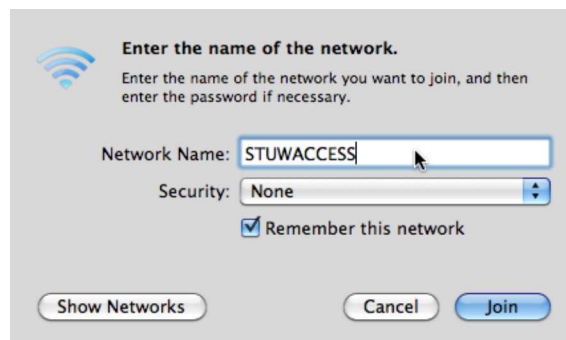 Enter the name of the network.
Enter the name of the network you want to join, and then
enter the password if necessary.
Network Name: STUWACCESS
Security: None
Remember this network
Show Networks Cancel Join